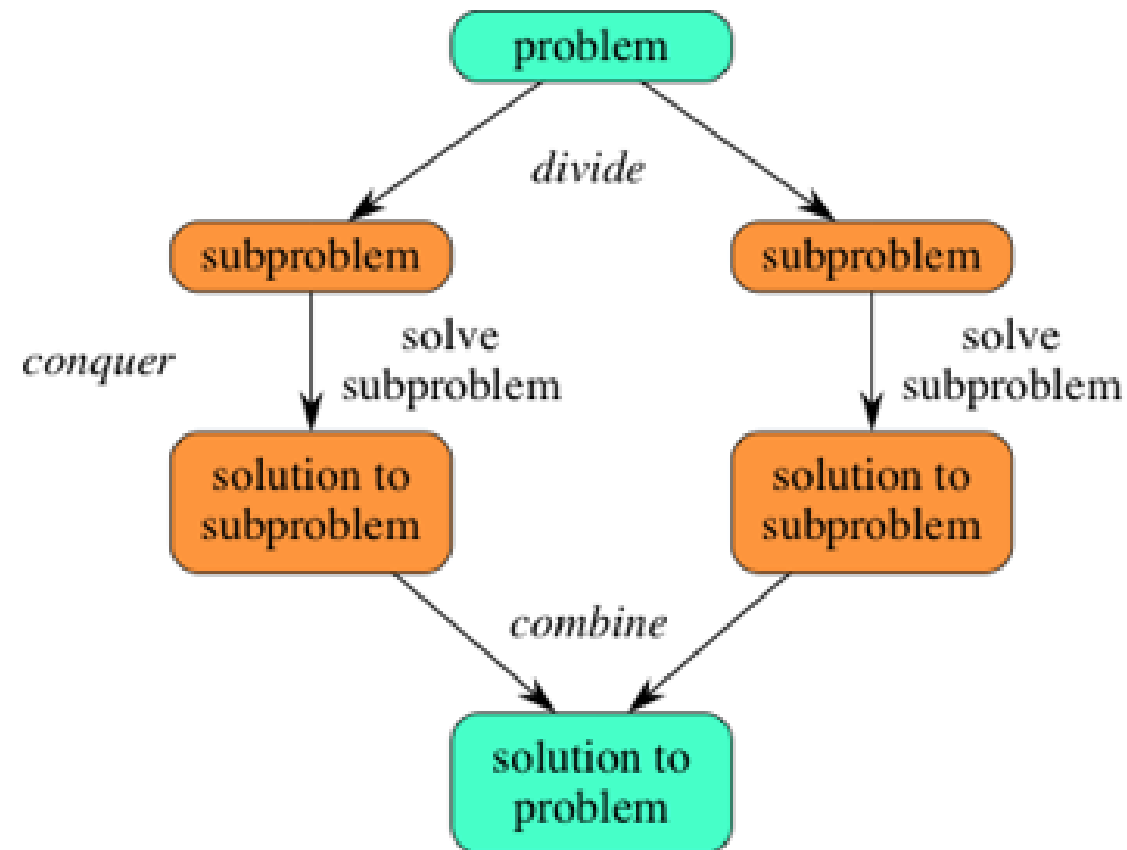 problem
divide
subproblem
subproblem
conquer
solve
subproblem
solve
subproblem
solution to
subproblem
solution to
subproblem
combine
solution to
problem